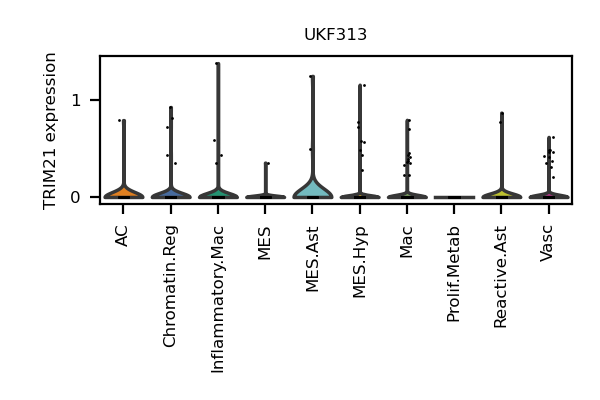 UKF313
TRIM21 expression
1
0
AC
Chromatin.Reg
Inflammatory.Mac
MES
MES.Ast
MES.Hyp
Mac
Prolif.Metab
Reactive.Ast
Vasc